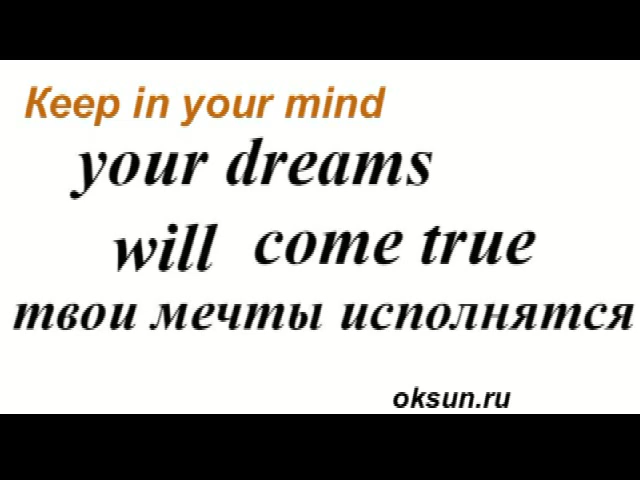 Keep in your mind
your dreams
will come true
твои мечты исполнятся
oksun.ru